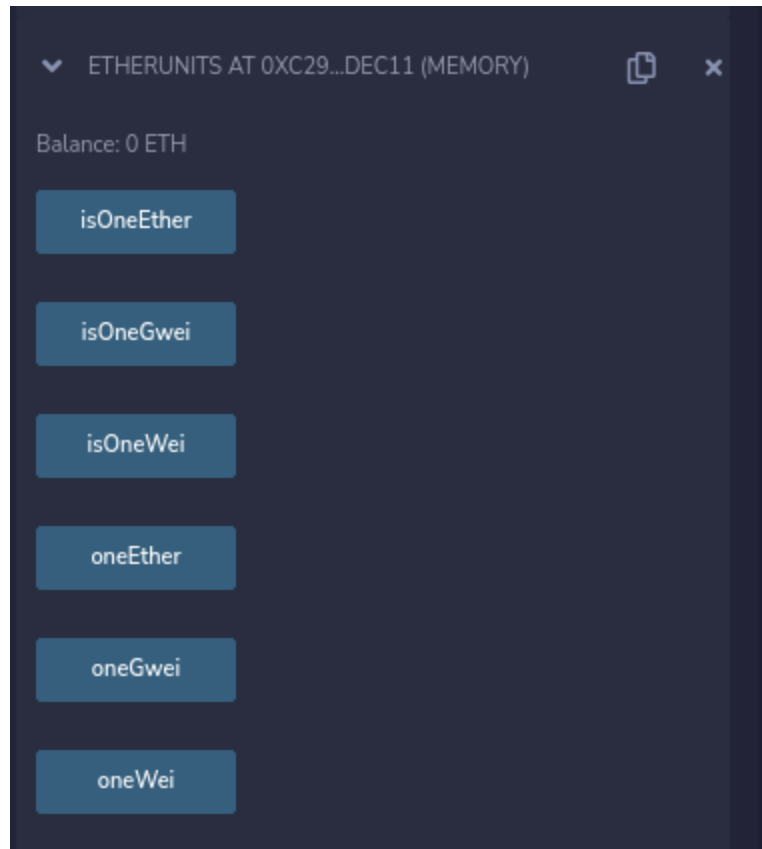 ETHERUNITS AT 0XC29...DEC11 (MEMORY)
Balance: 0 ETH
isOneEther
isOneGwei
isOneWei
oneEther
oneGwei
oneWei